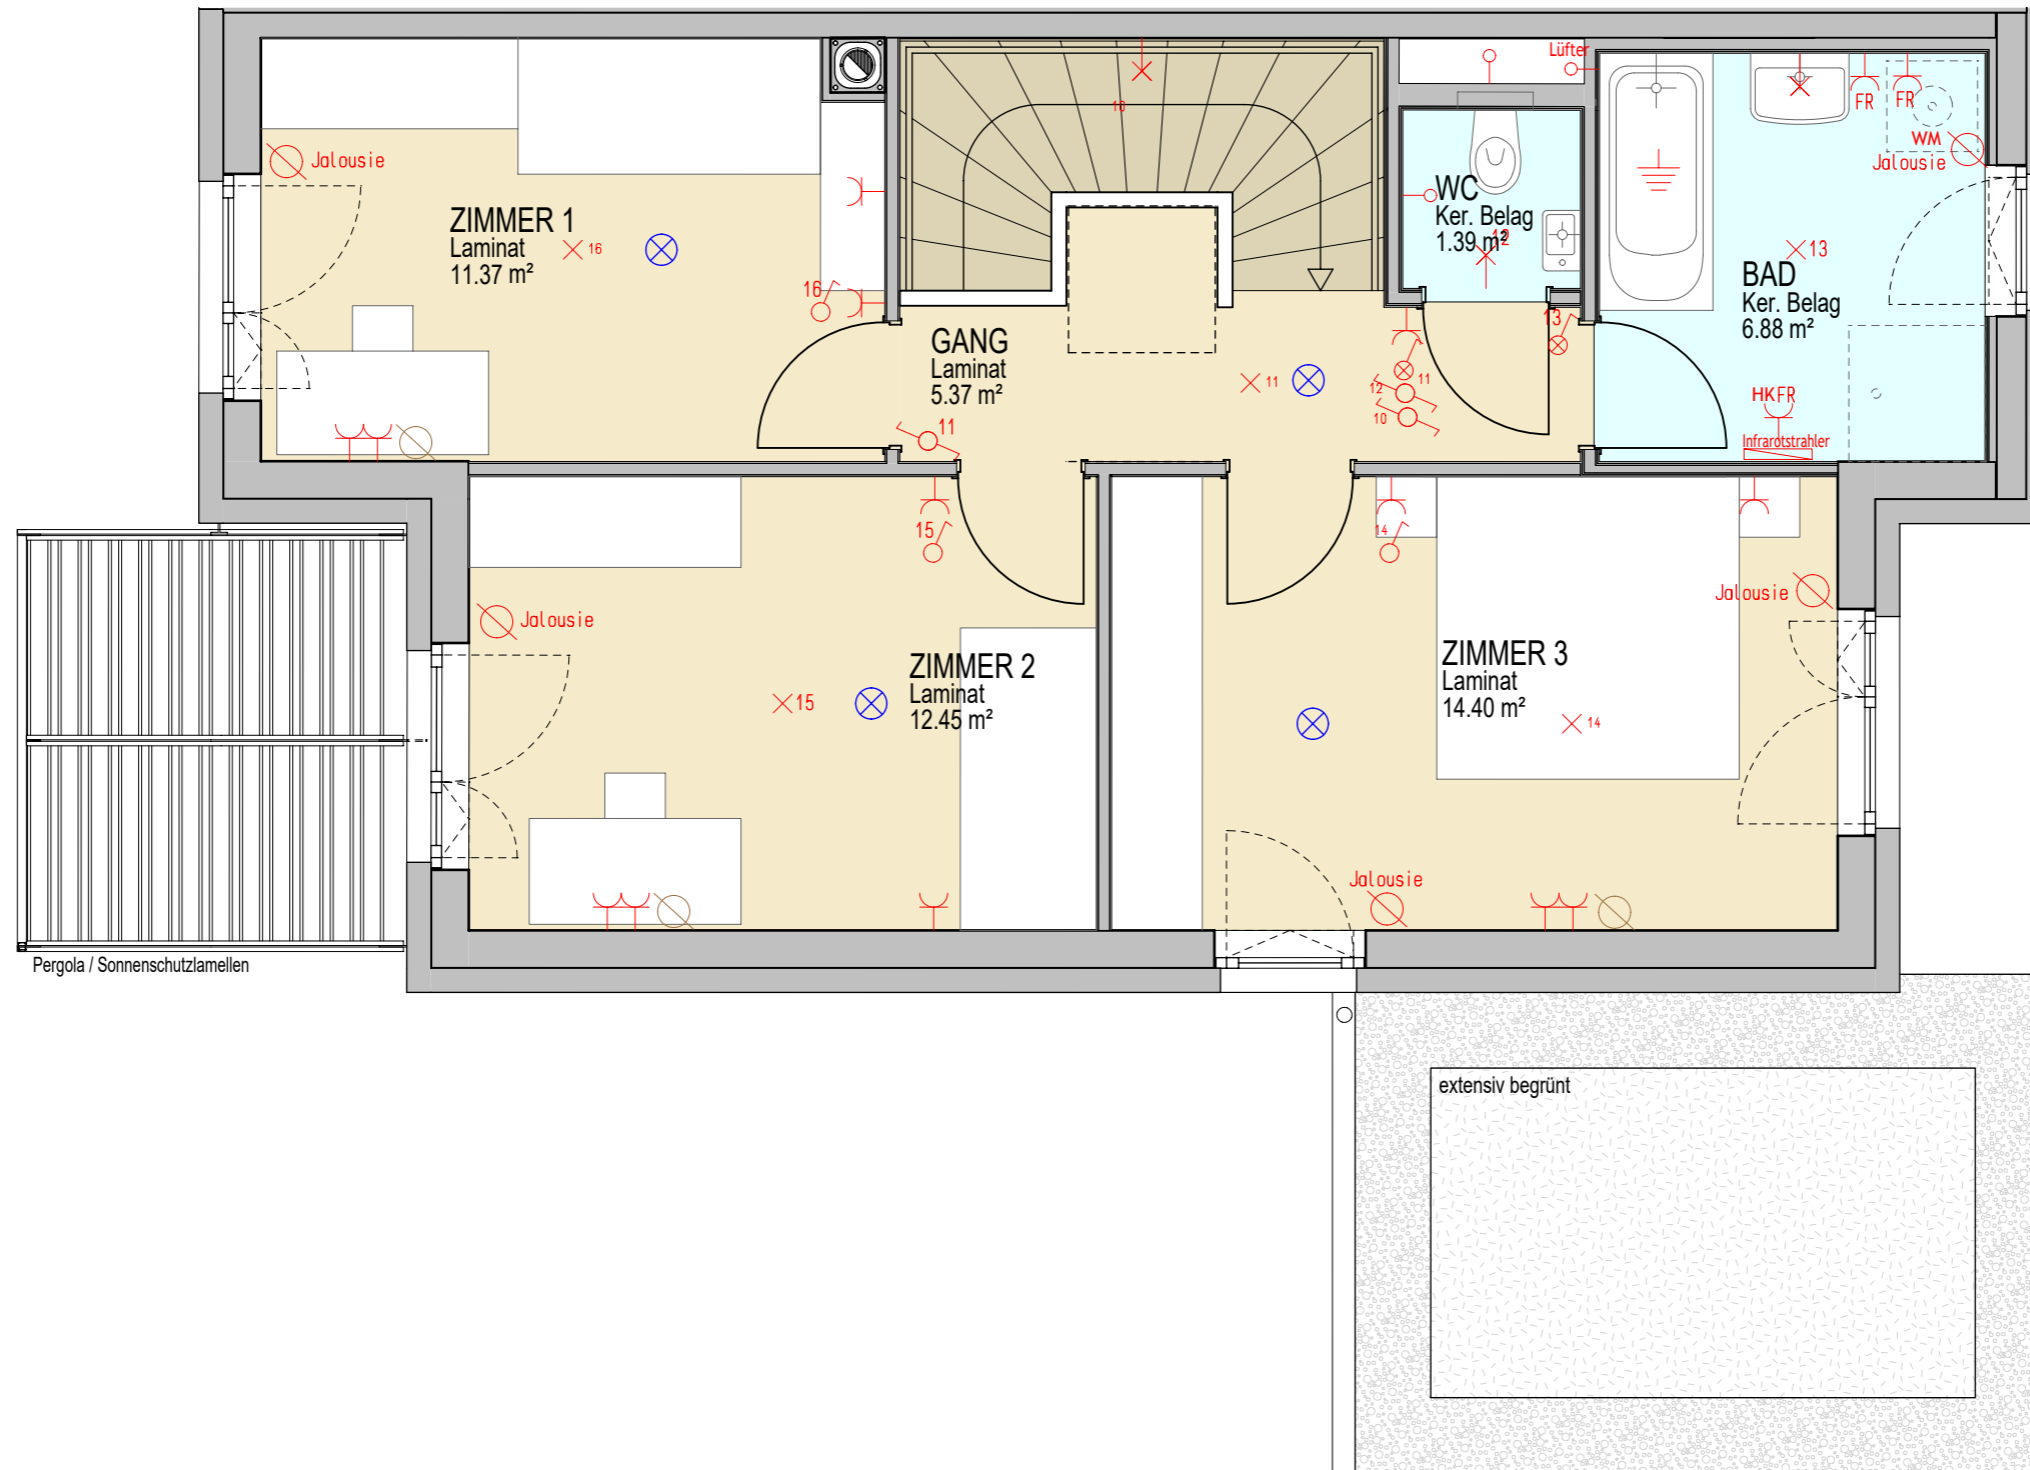 Lüfter
10
FR
FR
WM
Jalousie
Jalousie
ZIMMER 1
Laminat
11.37 m²
16
16
WC
Ker. Belag
1.39 m²
12
13
BAD
Ker. Belag
6.88 m²
13
GANG
Laminat
5.37 m²
11
11
12
10
11
HKFR
Infrarotstrahler
15
14
Jalousie
Jalousie
ZIMMER 2
Laminat
12.45 m²
15
ZIMMER 3
Laminat
14.40 m²
14
Jalousie
Pergola / Sonnenschutzlamellen
extensiv begrünt